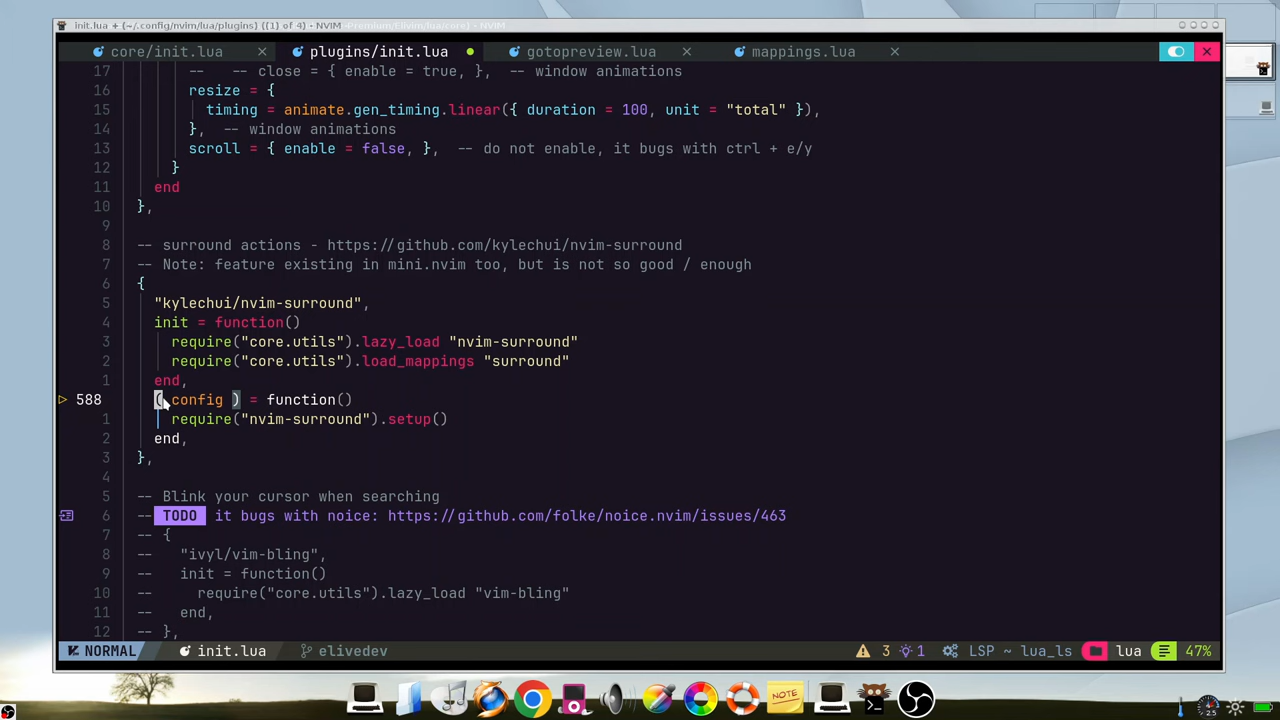 init.lua + (~/.config/nvim/lua/plugins) ((1) of 4) - NVIM
core/init.lua plugins/init.lua gotopreview.lua mappings.lua
17 -- -- close = { enable = true, }, -- window animations
16 resize = {
15 timing = animate.gen_timing.linear({ duration = 100, unit = "total" }),
14 }, -- window animations
13 scroll = { enable = false, }, -- do not enable, it bugs with ctrl + e/y
12 }
11 end
10 },
9
8 -- surround actions - https://github.com/kylechui/nvim-surround
7 -- Note: feature existing in mini.nvim too, but is not so good / enough
6 {
5 "kylechui/nvim-surround",
4 init = function()
3 require("core.utils").lazy_load "nvim-surround"
2 require("core.utils").load_mappings "surround"
1 end,
588 ( config ) = function()
1 require("nvim-surround").setup()
2 end,
3 },
4
5 -- Blink your cursor when searching
6 -- TODO it bugs with noice: https://github.com/folke/noice.nvim/issues/463
7 -- {
8 -- "ivyl/vim-bling",
9 -- init = function()
10 -- require("core.utils").lazy_load "vim-bling"
11 -- end,
12 -- },
NORMAL init.lua elivedev 3 1 LSP ~ lua_ls lua 47%
NOTE
2.5